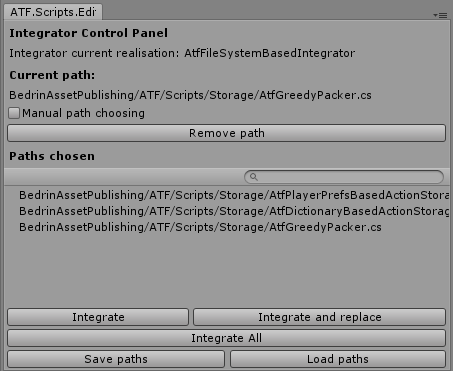 ATF.Scripts.Edi
Integrator Control Panel
Integrator current realisation: AtfFileSystemBasedIntegrator
Current path:
BedrinAssetPublishing/ATF/Scripts/Storage/AtfGreedyPacker.cs
Manual path choosing
Remove path
Paths chosen
BedrinAssetPublishing/ATF/Scripts/Storage/AtfPlayerPrefsBasedActionStora
BedrinAssetPublishing/ATF/Scripts/Storage/AtfDictionaryBasedActionStorag
BedrinAssetPublishing/ATF/Scripts/Storage/AtfGreedyPacker.cs
Integrate Integrate and replace
Integrate All
Save paths Load paths